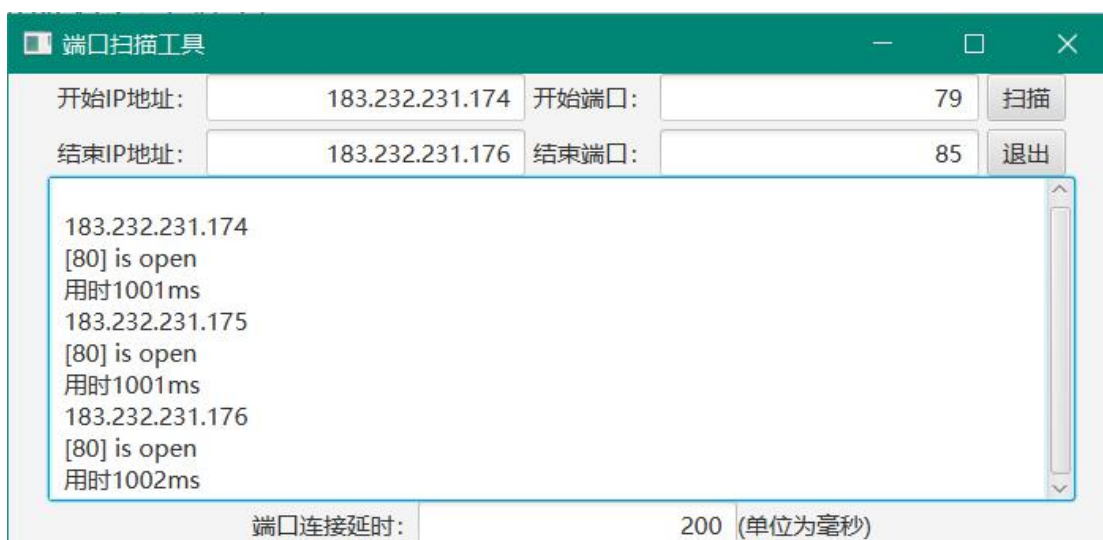 端口扫描工具
开始IP地址: 183.232.231.174 开始端口: 79 扫描
结束IP地址: 183.232.231.176 结束端口: 85 退出
183.232.231.174
[80] is open
用时1001ms
183.232.231.175
[80] is open
用时1001ms
183.232.231.176
[80] is open
用时1002ms
端口连接延时: 200 (单位为毫秒)